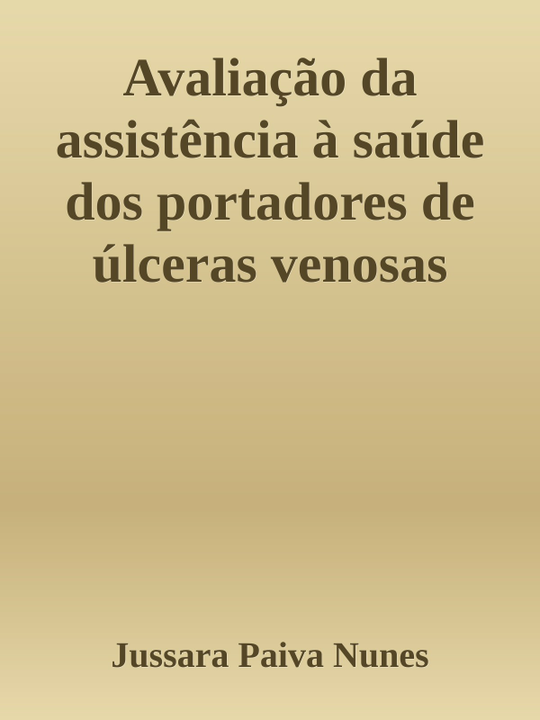 Avaliação da
assistência à saúde
dos portadores de
úlceras venosas
Jussara Paiva Nunes